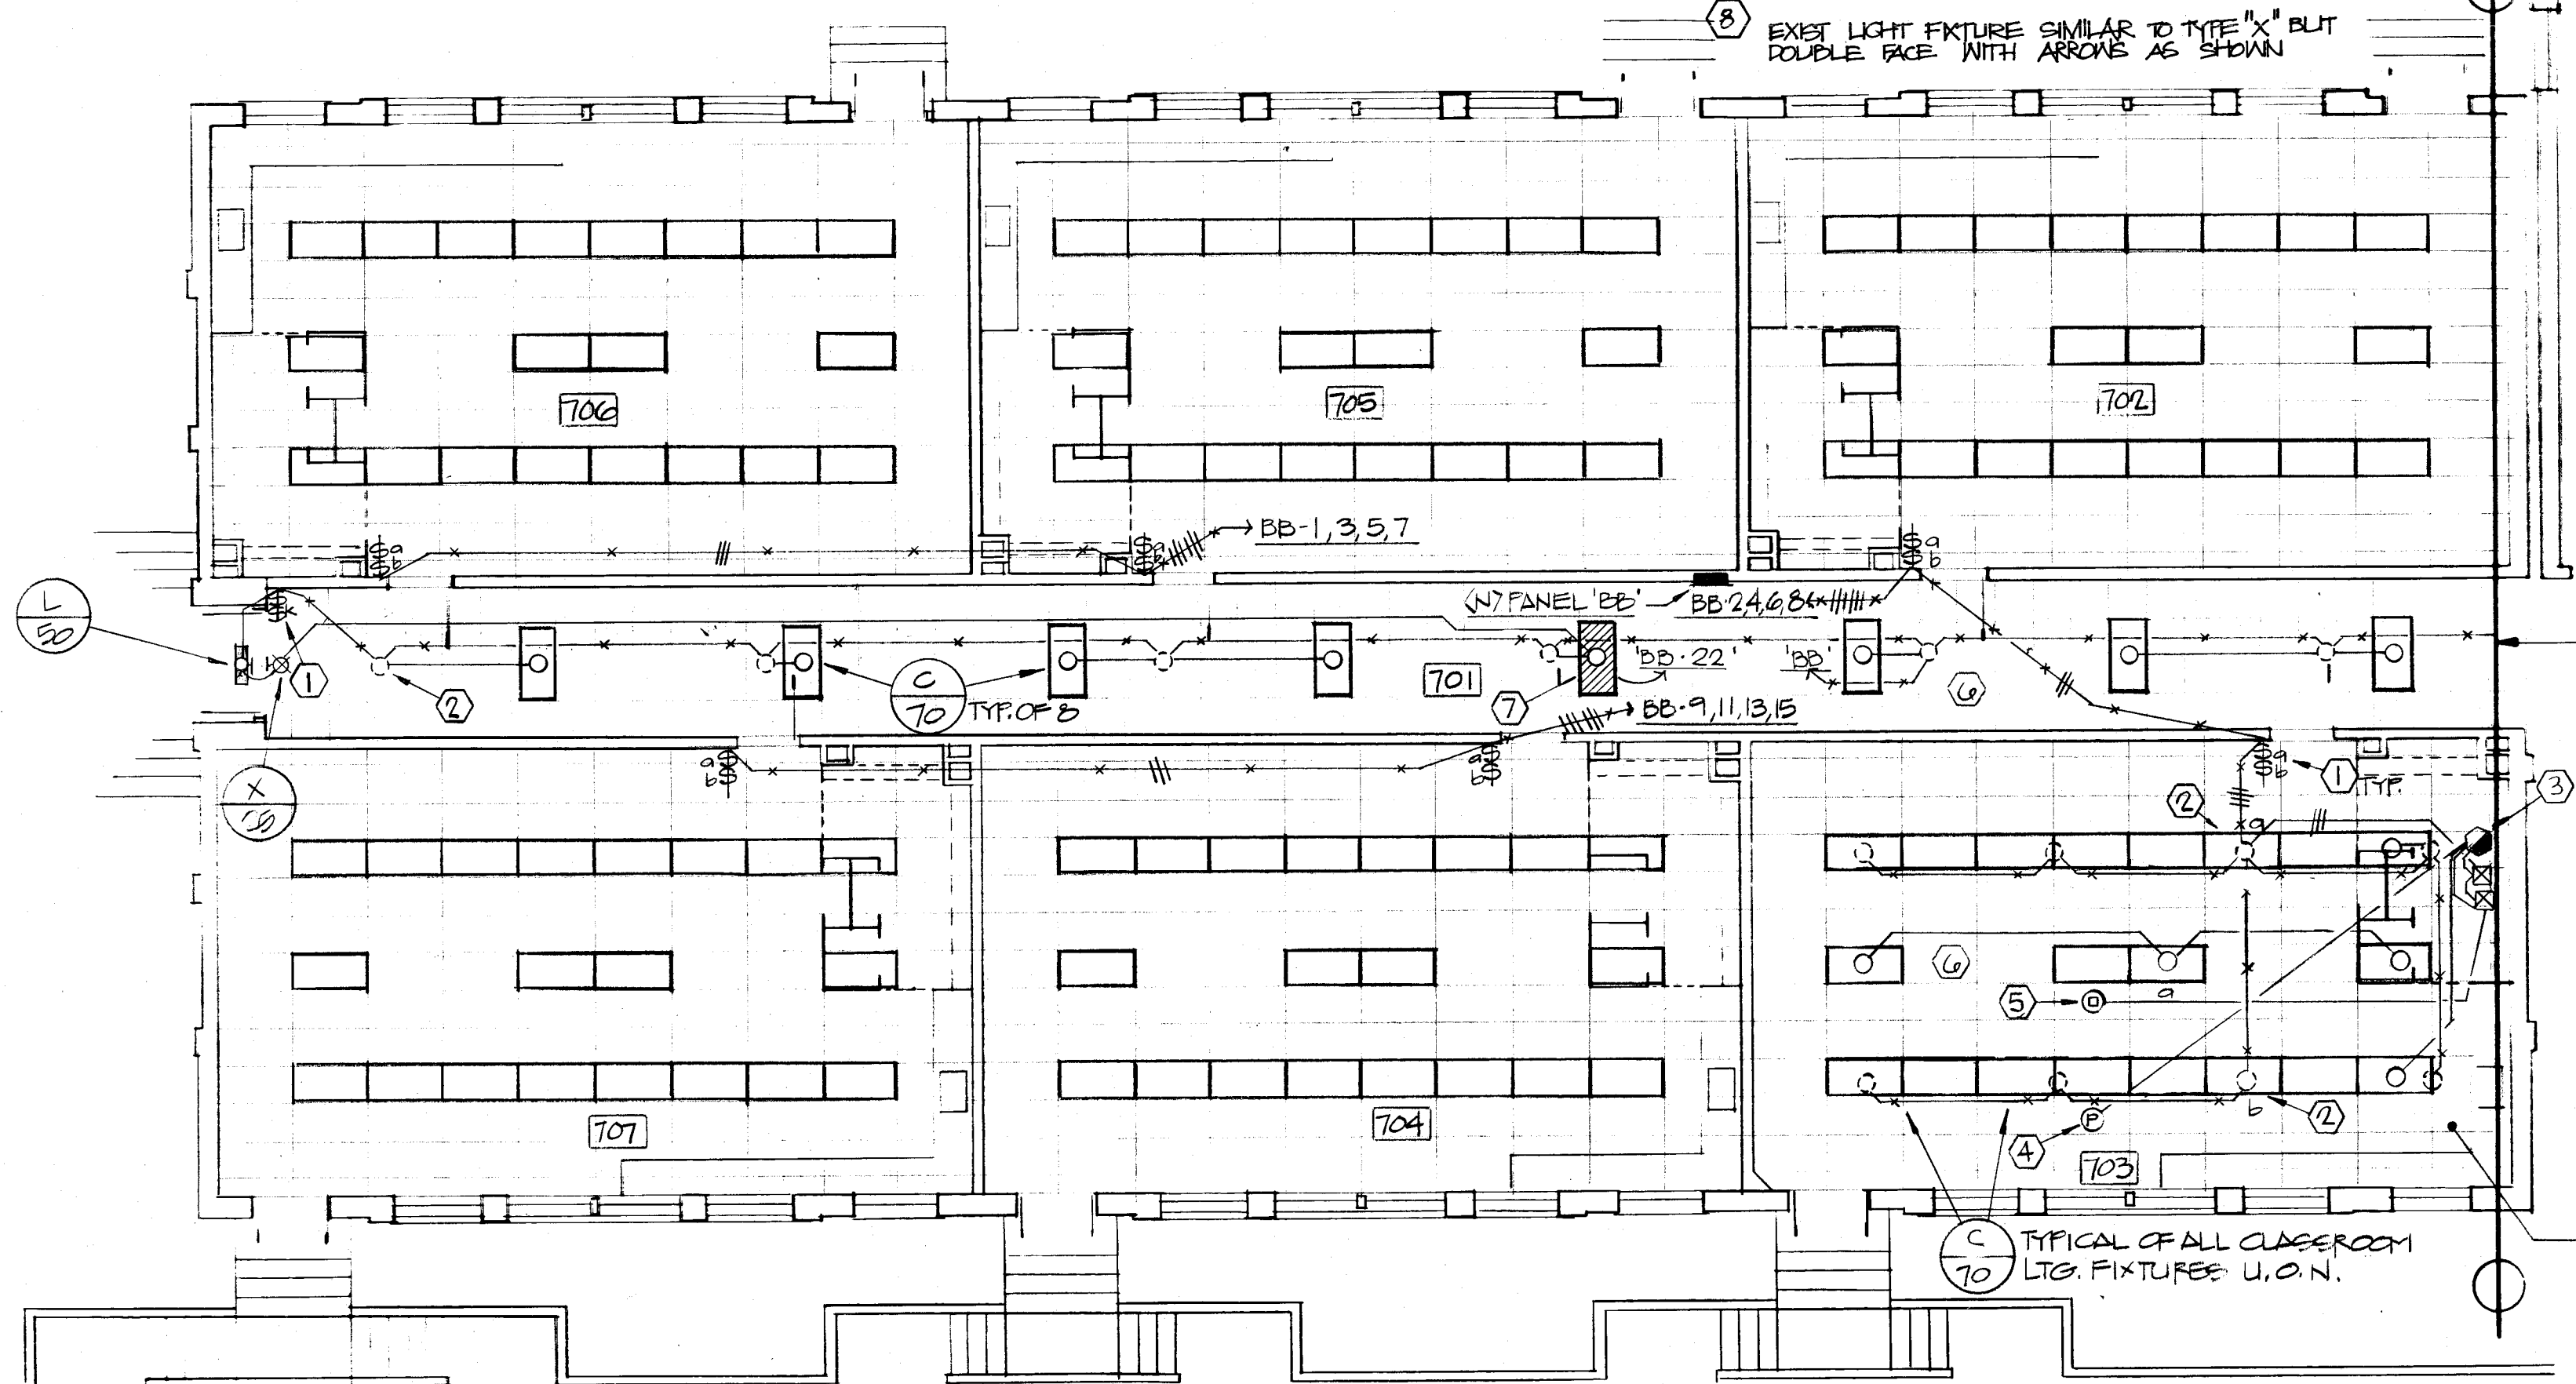 8
EXIST LIGHT FIXTURE SIMILAR TO TYPE "X" BUT
DOUBLE FACE WITH ARROWS AS SHOWN
706
705
702
$a
$b
$a
$b
BB-1,3,5,7
$a
$b
L
50
(N) PANEL 'BB'
BB-2,4,6,8
1
2
C
70
TYP. OF 8
701
7
'BB-22'
'BB'
6
BB-9,11,13,15
X
a$
b$
a$
b$
$a
$b
1
TYP.
2
3
a
6
5
a
b
2
P
4
707
704
703
C
70
TYPICAL OF ALL CLASSROOM
LTG. FIXTURES U.O.N.